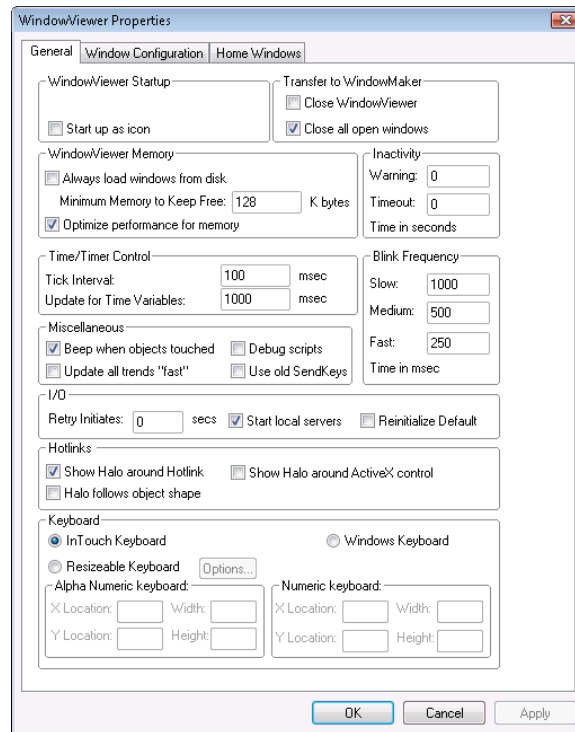 WindowViewer Properties
General Window Configuration Home Windows
WindowViewer Startup
Start up as icon
Transfer to WindowMaker
Close WindowViewer
Close all open windows
WindowViewer Memory
Always load windows from disk
Minimum Memory to Keep Free: 128 K bytes
Optimize performance for memory
Inactivity
Warning: 0
Timeout: 0
Time in seconds
Time/Timer Control
Tick Interval: 100 msec
Update for Time Variables: 1000 msec
Blink Frequency
Slow: 1000
Medium: 500
Fast: 250
Time in msec
Miscellaneous
Beep when objects touched Debug scripts
Update all trends "fast" Use old SendKeys
I/O
Retry Initiates: 0 secs Start local servers Reinitialize Default
Hotlinks
Show Halo around Hotlink Show Halo around ActiveX control
Halo follows object shape
Keyboard
InTouch Keyboard Windows Keyboard
Resizeable Keyboard Options...
Alpha Numeric keyboard:
X Location: Width:
Y Location: Height:
Numeric keyboard:
X Location: Width:
Y Location: Height:
OK Cancel Apply